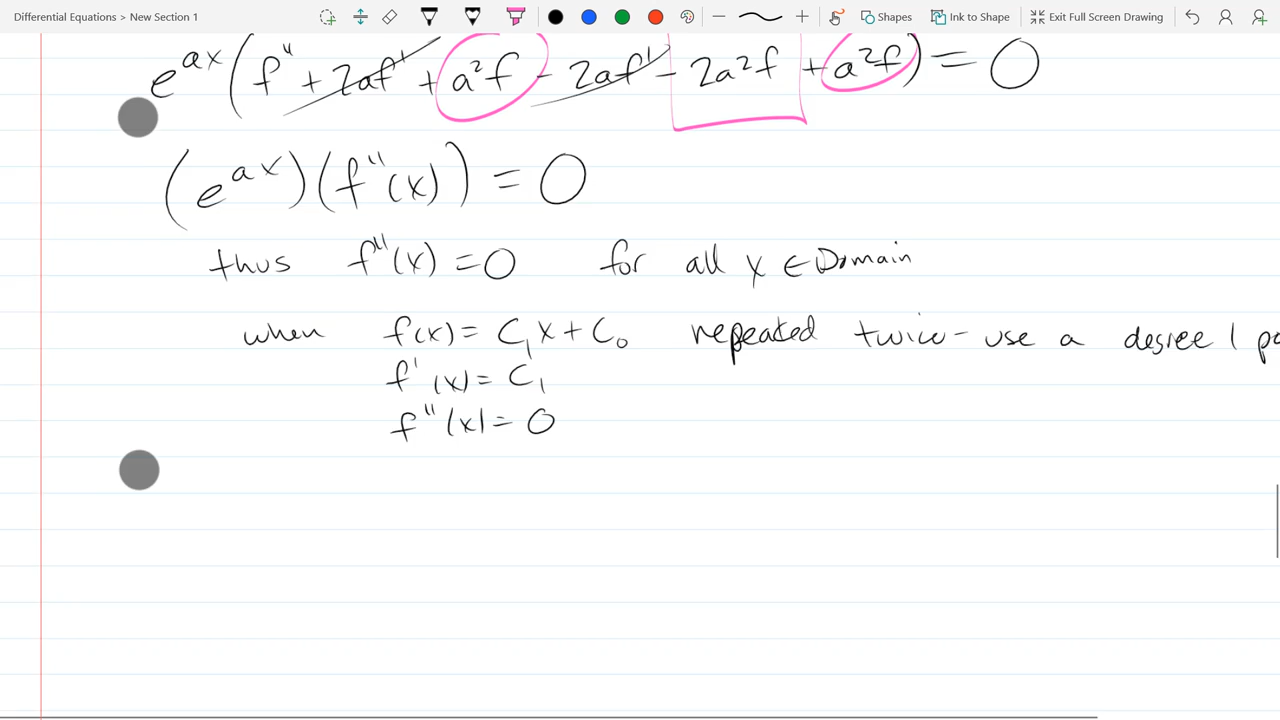 Differential Equations > New Section 1
Shapes
Ink to Shape
Exit Full Screen Drawing
e^{ax}(f'' + 2af' + a²f - 2af' - 2a²f + a²f) = 0
(e^{ax})(f''(x)) = 0
thus f''(x) = 0 for all x ∈ Domain
when f(x) = C₁x + C₀ repeated twice - use a degree 1
f'(x) = C₁
f''(x) = 0